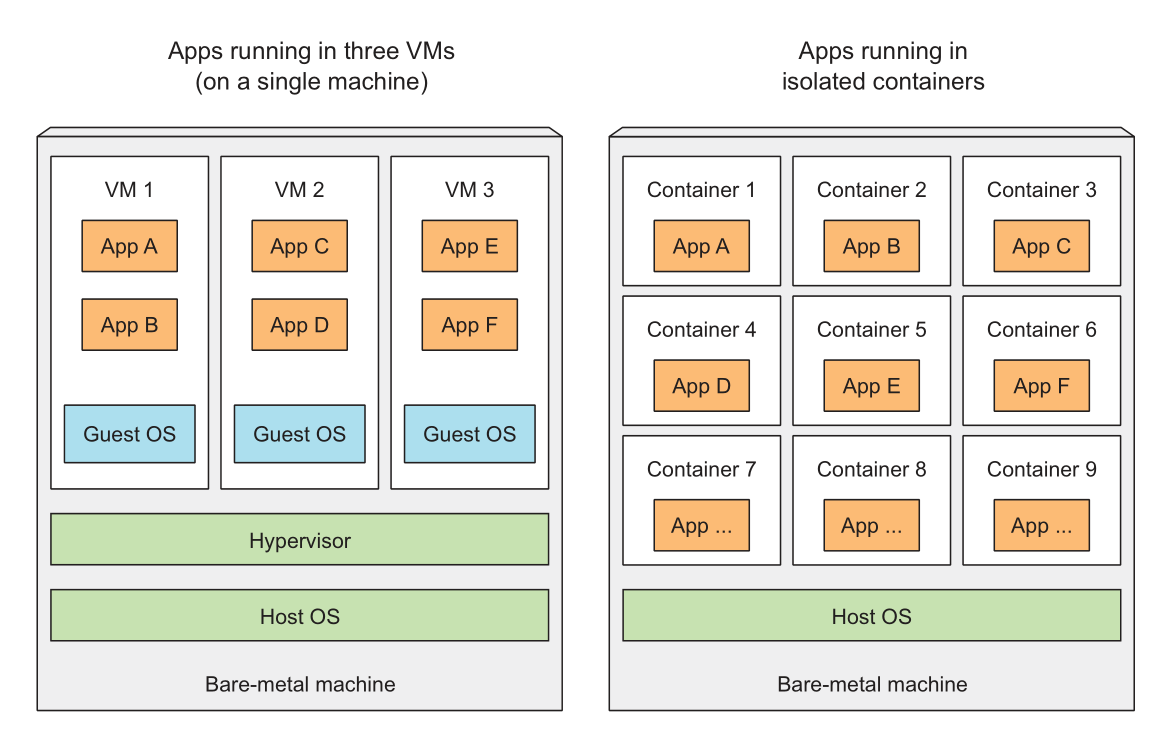 Apps running in three VMs
(on a single machine)
VM 1
VM 2
VM 3
App A
App C
App E
App B
App D
App F
Guest OS
Guest OS
Guest OS
Hypervisor
Host OS
Bare-metal machine
Apps running in
isolated containers
Container 1
Container 2
Container 3
App A
App B
App C
Container 4
Container 5
Container 6
App D
App E
App F
Container 7
Container 8
Container 9
App ...
App ...
App ...
Host OS
Bare-metal machine